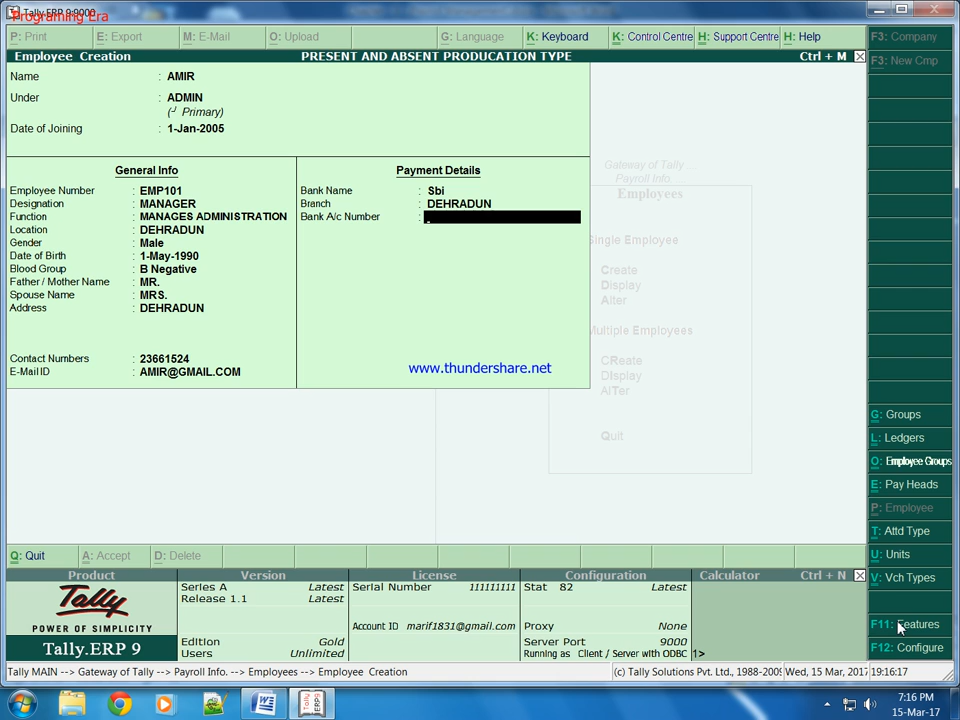 Programing Era
Tally.ERP 9:9000
P: Print E: Export M: E-Mail O: Upload G: Language K: Keyboard K: Control Centre H: Support Centre H: Help F3: Company
Employee Creation PRESENT AND ABSENT PRODUCATION TYPE Ctrl + M
F3: New Cmp
Name : AMIR
Under : ADMIN
(┘ Primary)
Date of Joining : 1-Jan-2005
General Info Payment Details
Employee Number : EMP101 Bank Name : Sbi
Designation : MANAGER Branch : DEHRADUN
Function : MANAGES ADMINISTRATION Bank A/c Number :
Location : DEHRADUN
Gender : Male
Date of Birth : 1-May-1990
Blood Group : B Negative
Father / Mother Name : MR.
Spouse Name : MRS.
Address : DEHRADUN
Contact Numbers : 23661524
E-Mail ID : AMIR@GMAIL.COM
www.thundershare.net
Gateway of Tally ...
Payroll Info. ...
Employees
Single Employee
Create
Display
Alter
Multiple Employees
CReate
DIsplay
AlTer
Quit
G: Groups
L: Ledgers
O: Employee Groups
E: Pay Heads
P: Employee
T: Attd Type
U: Units
V: Vch Types
F11: Features
F12: Configure
Q: Quit A: Accept D: Delete
Product Version License Configuration Calculator Ctrl + N
Tally
POWER OF SIMPLICITY
Tally.ERP 9
Series A Latest
Release 1.1 Latest
Edition Gold
Users Unlimited
Serial Number 111111111
Account ID marif1831@gmail.com
Stat 82 Latest
Proxy None
Server Port 9000
Running as Client / Server with ODBC
1>
Tally MAIN --> Gateway of Tally --> Payroll Info. --> Employees --> Employee Creation (c) Tally Solutions Pvt. Ltd., 1988-2009 Wed, 15 Mar, 2017 19:16:17
7:16 PM
15-Mar-17